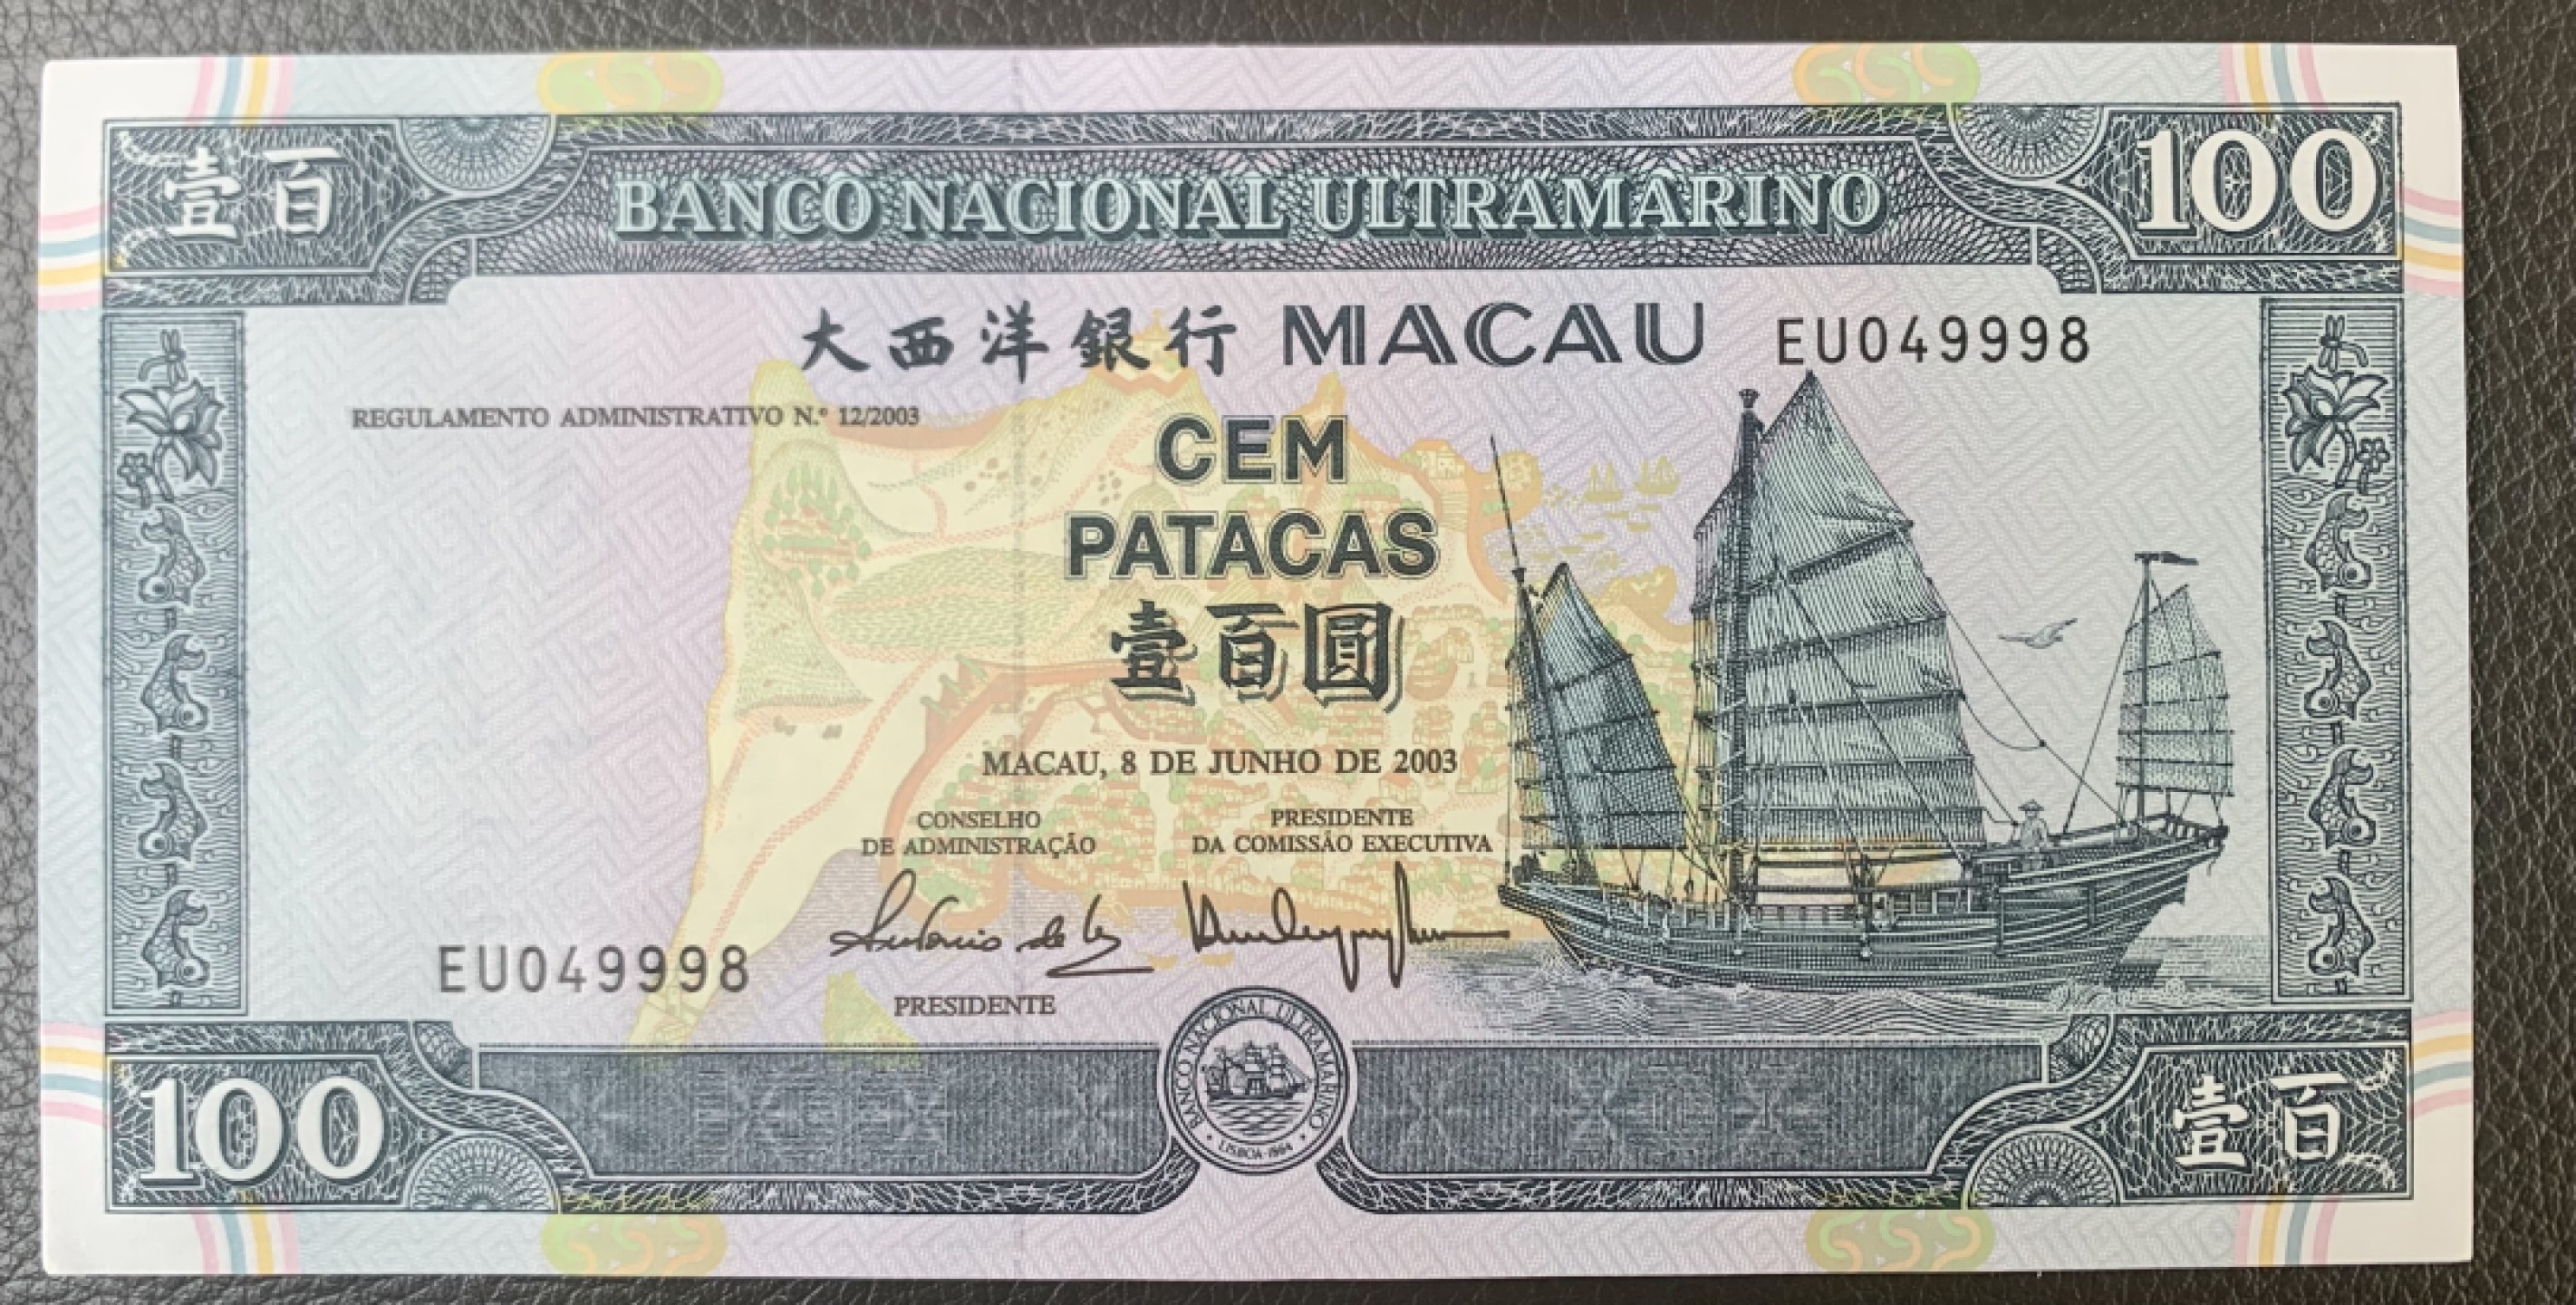 壹百
100
BANCO NACIONAL ULTRAMARINO
大西洋銀行 MACAU EU049998
REGULAMENTO ADMINISTRATIVO N.º 12/2003
CEM
PATACAS
壹百圓
MACAU, 8 DE JUNHO DE 2003
CONSELHO
DE ADMINISTRAÇÃO
PRESIDENTE
DA COMISSÃO EXECUTIVA
EU049998
PRESIDENTE
BANCO NACIONAL ULTRAMARINO
LISBOA-1864
100
壹百